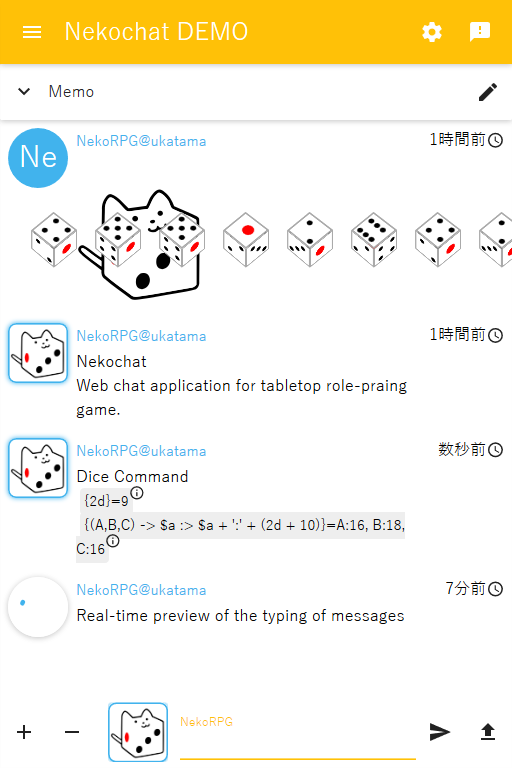 Nekochat DEMO
Memo
Ne
NekoRPG@ukatama
1時間前
NekoRPG@ukatama
1時間前
Nekochat
Web chat application for tabletop role-praing
game.
NekoRPG@ukatama
数秒前
Dice Command
{2d}=9
{(A,B,C) -> $a :> $a + ':' + (2d + 10)}=A:16, B:18,
C:16
NekoRPG@ukatama
7分前
Real-time preview of the typing of messages
NekoRPG